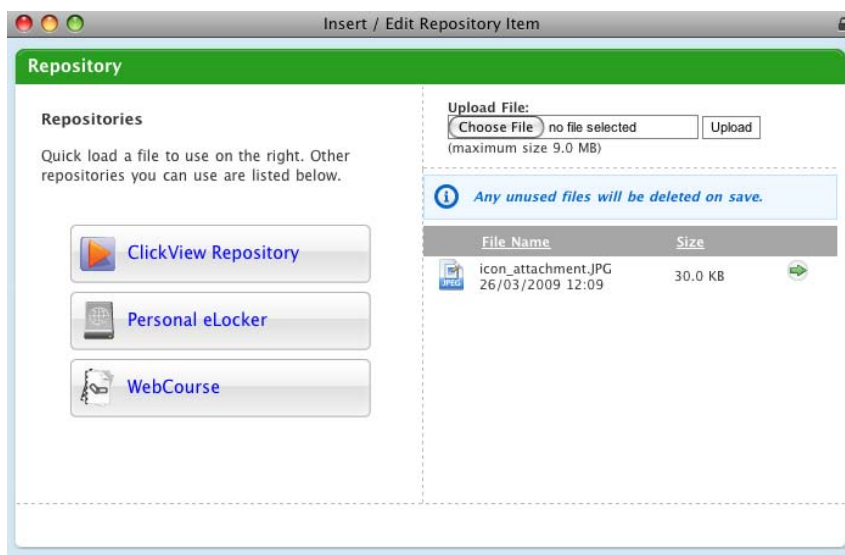 Insert / Edit Repository Item
Repository
Repositories
Quick load a file to use on the right. Other
repositories you can use are listed below.
ClickView Repository
Personal eLocker
WebCourse
Upload File:
Choose File no file selected Upload
(maximum size 9.0 MB)
Any unused files will be deleted on save.
File Name Size
JPEG
icon_attachment.JPG
26/03/2009 12:09
30.0 KB